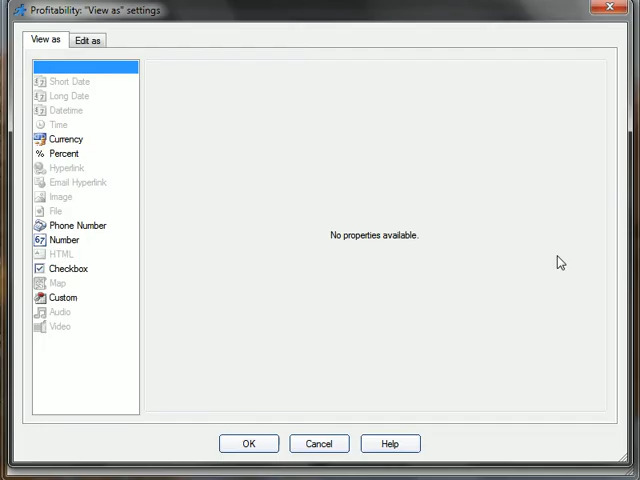 Profitability: "View as" settings
View as
Edit as
Short Date
Long Date
Datetime
Time
Currency
% Percent
Hyperlink
Email Hyperlink
Image
File
Phone Number
67 Number
HTML
Checkbox
Map
Custom
Audio
Video
No properties available.
OK
Cancel
Help